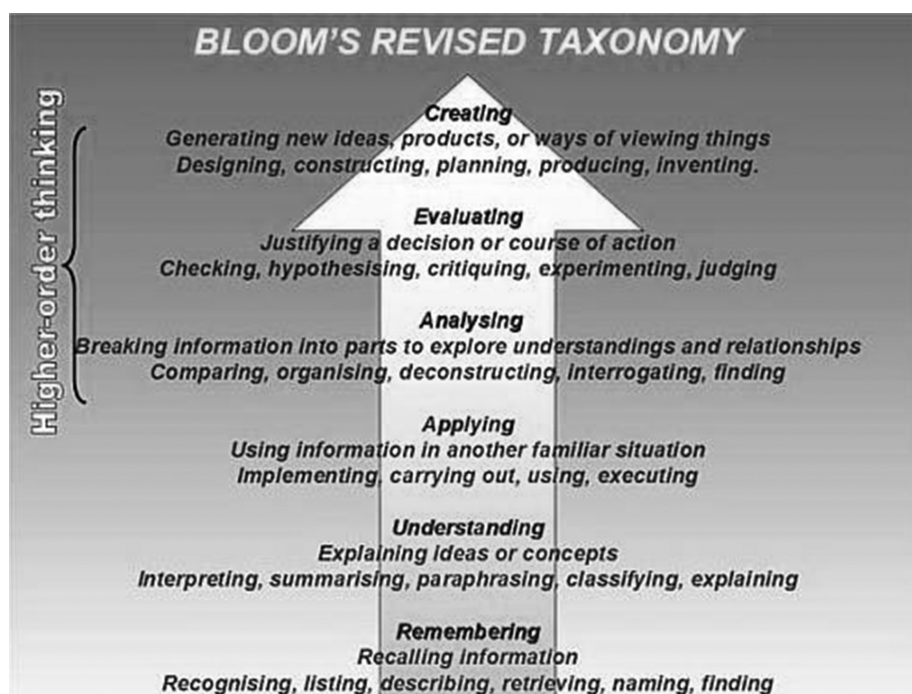 BLOOM'S REVISED TAXONOMY
Higher-order thinking
Creating
Generating new ideas, products, or ways of viewing things
Designing, constructing, planning, producing, inventing.
Evaluating
Justifying a decision or course of action
Checking, hypothesising, critiquing, experimenting, judging
Analysing
Breaking information into parts to explore understandings and relationships
Comparing, organising, deconstructing, interrogating, finding
Applying
Using information in another familiar situation
Implementing, carrying out, using, executing
Understanding
Explaining ideas or concepts
Interpreting, summarising, paraphrasing, classifying, explaining
Remembering
Recalling information
Recognising, listing, describing, retrieving, naming, finding